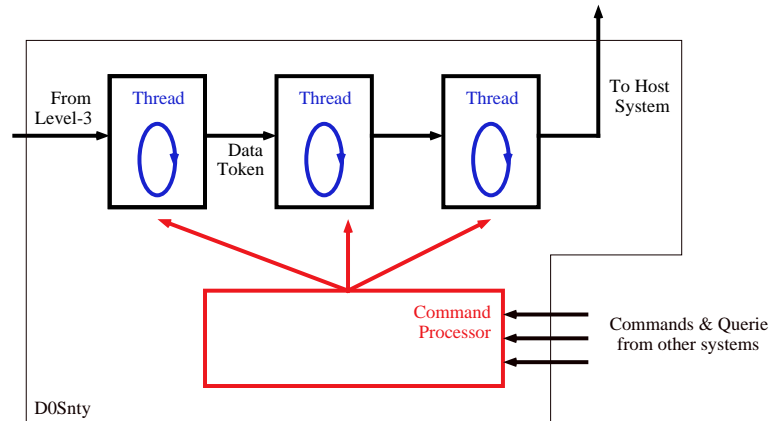 From
Level-3
Thread
Data
Token
Thread
Thread
To Host
System
Command
Processor
Commands & Querie
from other systems
D0Snty